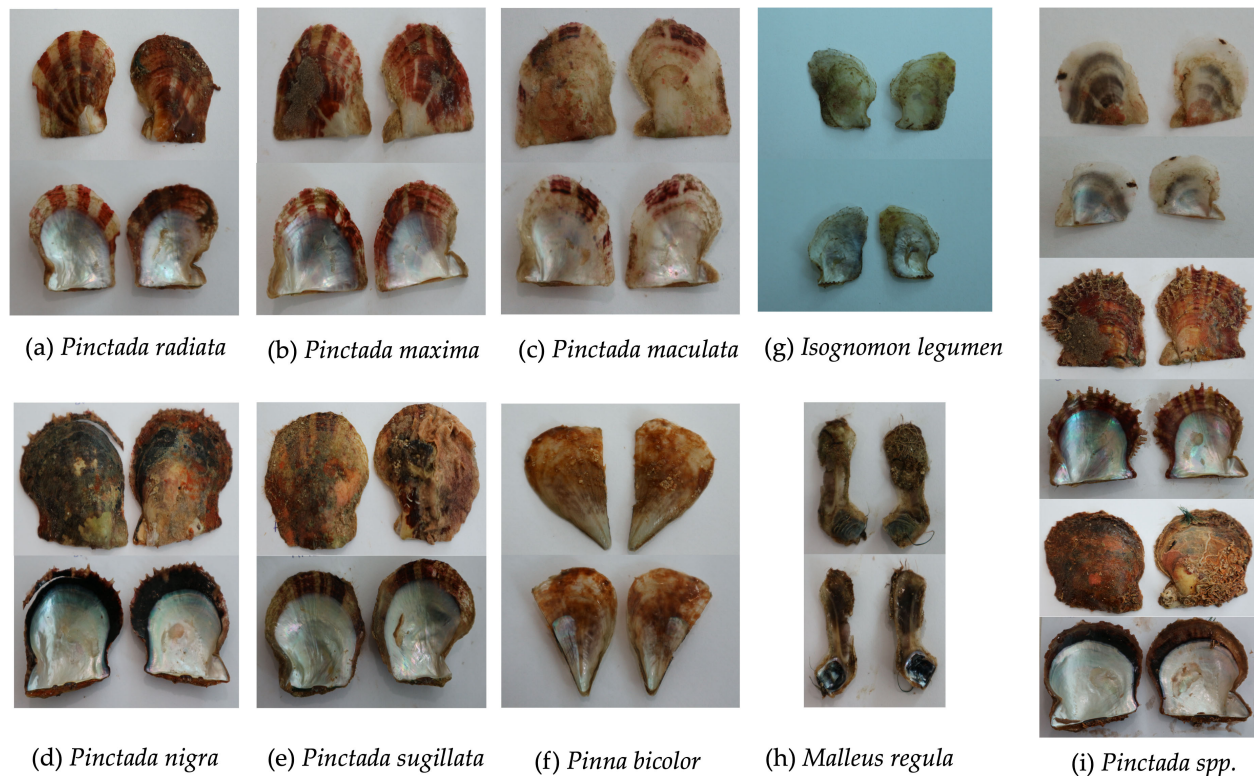 (a) Pinctada radiata
(b) Pinctada maxima
(c) Pinctada maculata
(g) Isognomon legumen
(d) Pinctada nigra
(e) Pinctada sugillata
(f) Pinna bicolor
(h) Malleus regula
(i) Pinctada spp.